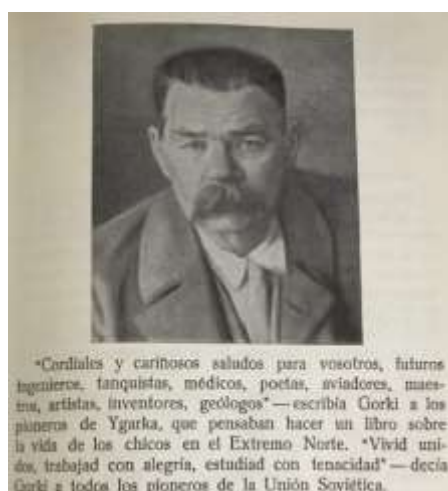 "Cordiales y cariñosos saludos para vosotros, futuros
ingenieros, tanquistas, médicos, poetas, aviadores, maes-
tros, artistas, inventores, geólogos"—escribía Gorki a los
pioneros de Ygarka, que pensaban hacer un libro sobre
la vida de los chicos en el Extremo Norte. "Vivid uni-
dos, trabajad con alegría, estudiad con tenacidad"—decía
Gorki a todos los pioneros de la Unión Soviética.